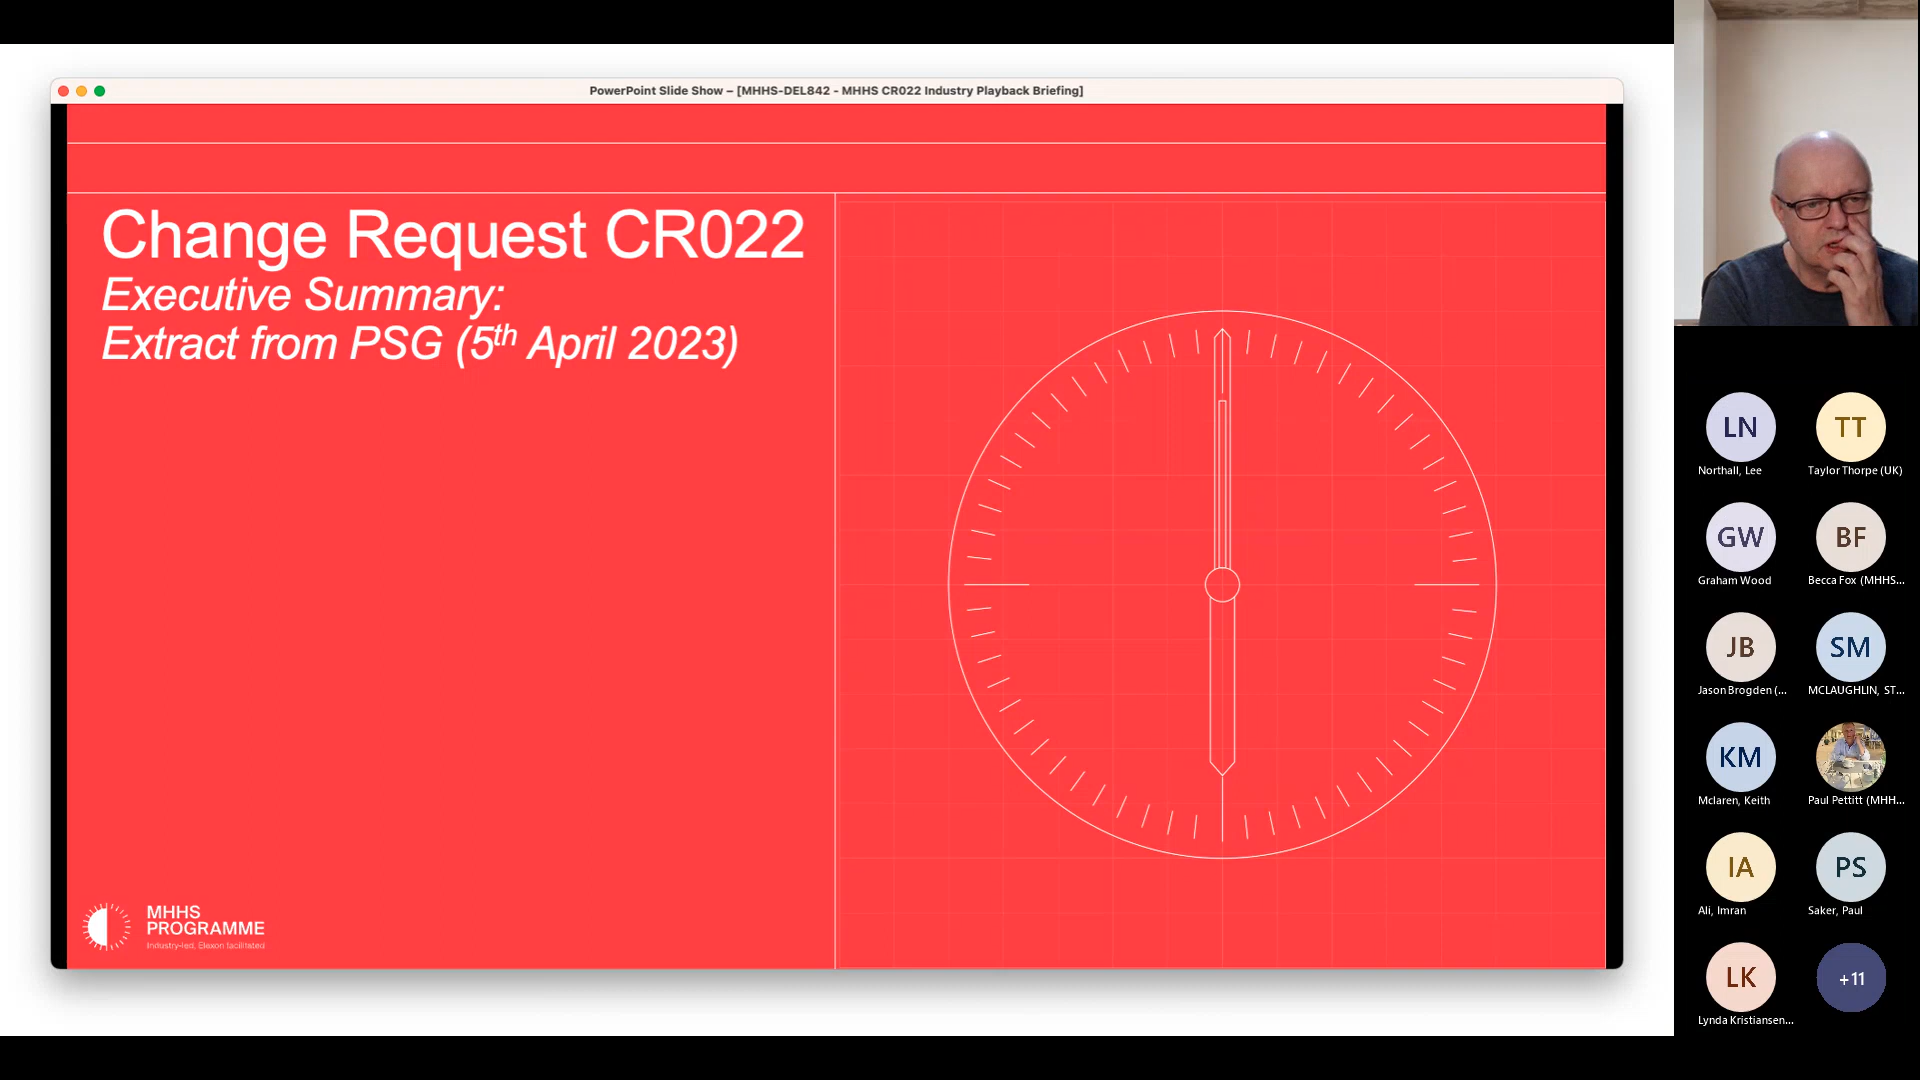 PowerPoint Slide Show – [MHHS-DEL842 - MHHS CR022 Industry Playback Briefing]
Change Request CR022
Executive Summary:
Extract from PSG (5th April 2023)
MHHS
PROGRAMME
Industry-led, Elexon facilitated
LN
Northall, Lee
TT
Taylor Thorpe (UK)
GW
Graham Wood
BF
Becca Fox (MHHS...
JB
Jason Brogden (...
SM
MCLAUGHLIN, ST...
KM
Mclaren, Keith
Paul Pettitt (MHH...
IA
Ali, Imran
PS
Saker, Paul
LK
Lynda Kristiansen...
+11